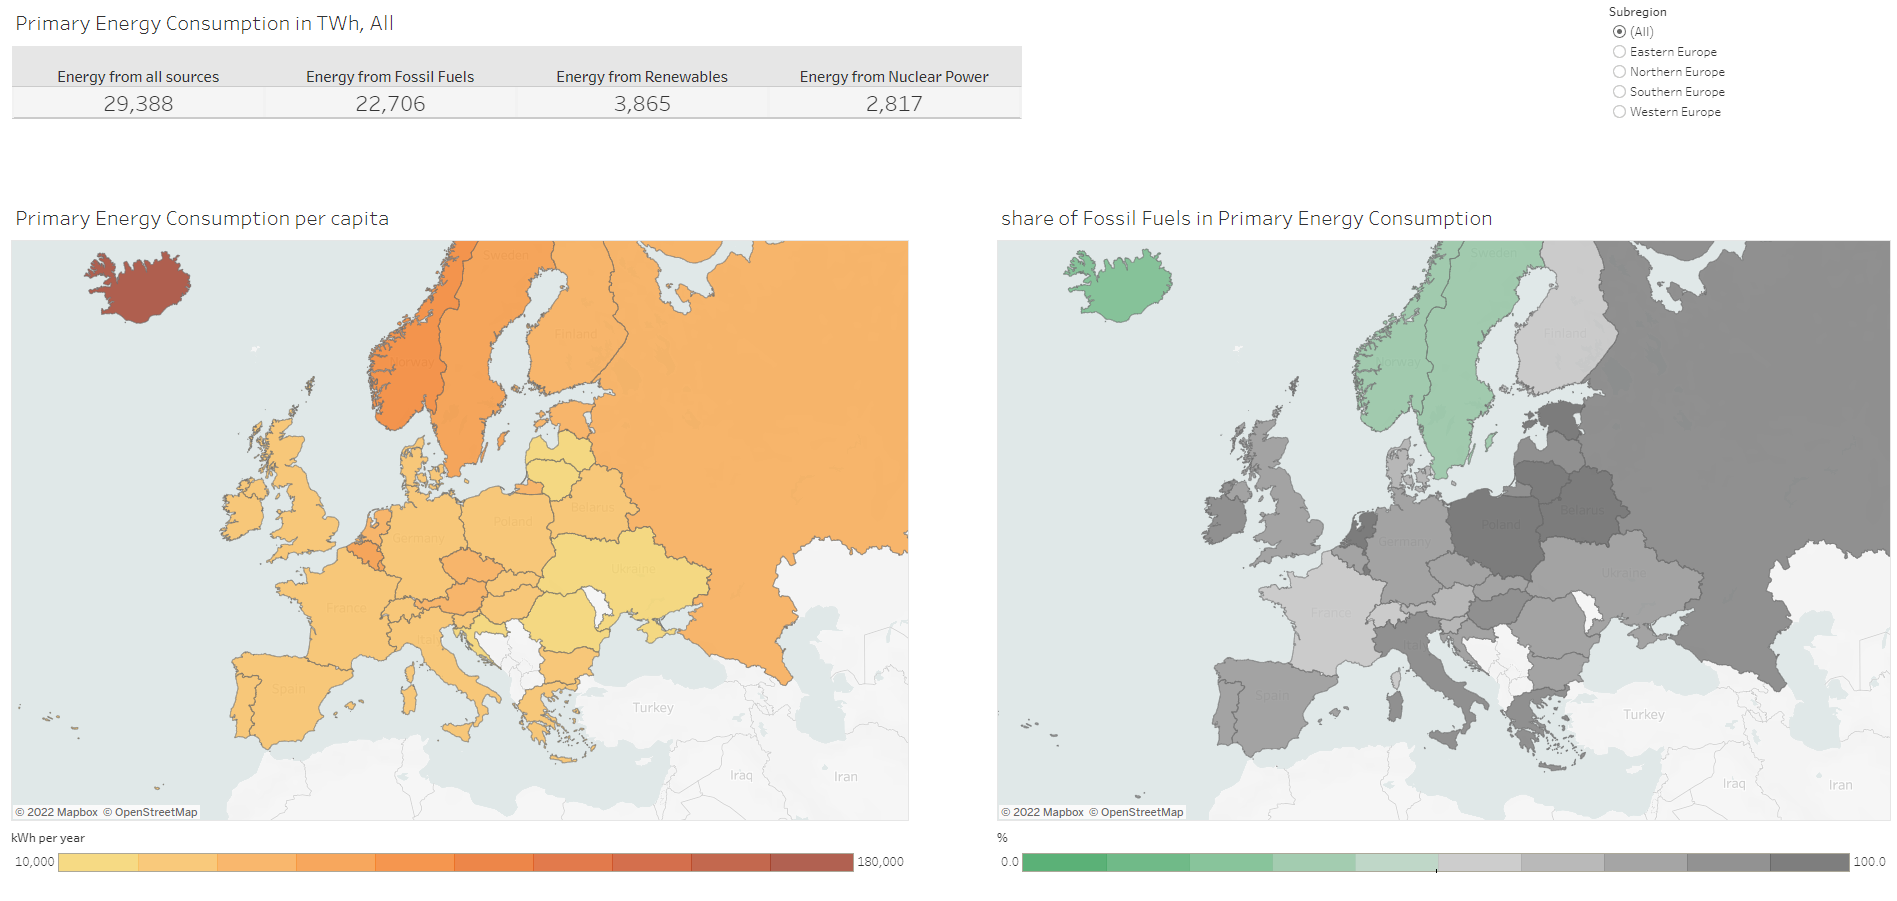 Primary Energy Consumption in TWh, All
Subregion
(All)
Eastern Europe
Northern Europe
Southern Europe
Western Europe
Energy from all sources Energy from Fossil Fuels Energy from Renewables Energy from Nuclear Power
29,388 22,706 3,865 2,817
Primary Energy Consumption per capita
Sweden
Finland
Norway
Belarus
Poland
Germany
Ukraine
France
Italy
Spain
Turkey
Iraq
Iran
© 2022 Mapbox © OpenStreetMap
kWh per year
10,000 180,000
share of Fossil Fuels in Primary Energy Consumption
Sweden
Finland
Norway
Belarus
Poland
Germany
Ukraine
France
Italy
Spain
Turkey
Iraq
Iran
© 2022 Mapbox © OpenStreetMap
%
0.0 100.0